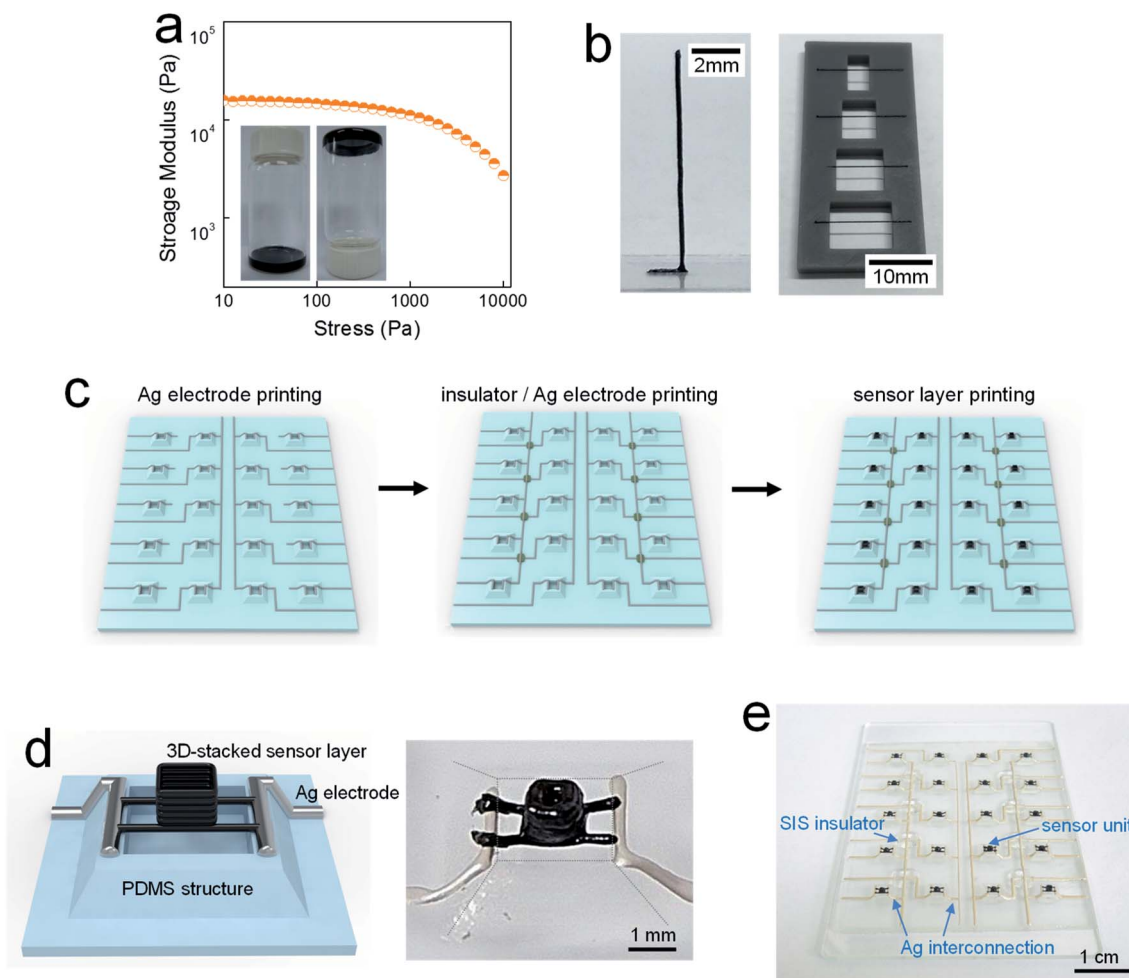 a
Stroage Modulus (Pa)
10^5
10^4
10^3
10
100
1000
10000
Stress (Pa)
b
2mm
10mm
c
Ag electrode printing
insulator / Ag electrode printing
sensor layer printing
d
3D-stacked sensor layer
Ag electrode
PDMS structure
1 mm
e
SIS insulator
sensor unit
Ag interconnection
1 cm